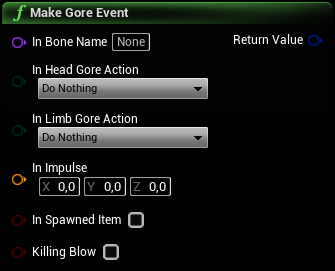 Make Gore Event
In Bone Name None Return Value
In Head Gore Action
Do Nothing
In Limb Gore Action
Do Nothing
In Impulse
X 0,0 Y 0,0 Z 0,0
In Spawned Item
Killing Blow